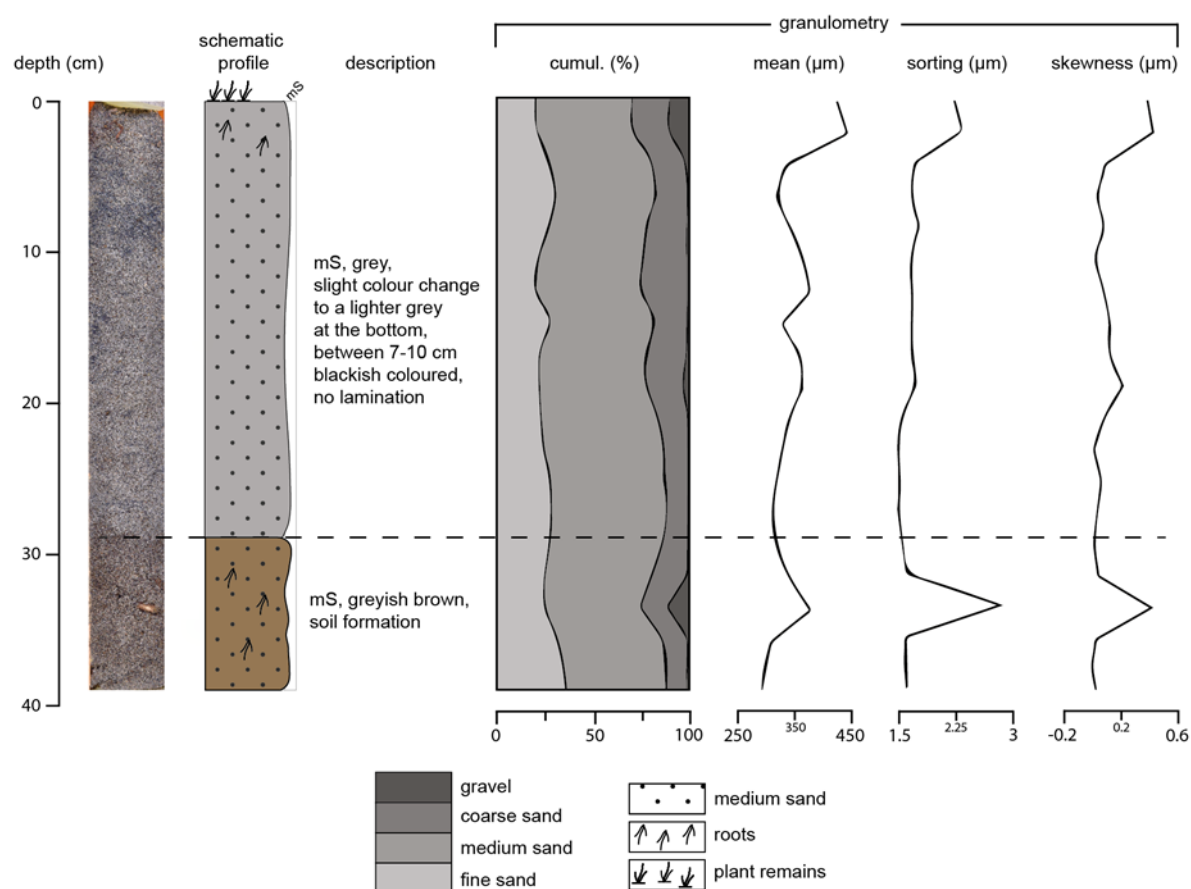 granulometry
depth (cm)
schematic
profile
description
cumul. (%)
mean (μm)
sorting (μm)
skewness (μm)
mS
0
10
20
30
40
mS, grey,
slight colour change
to a lighter grey
at the bottom,
between 7-10 cm
blackish coloured,
no lamination
mS, greyish brown,
soil formation
0 50 100
250 350 450
1.5 2.25 3
-0.2 0.2 0.6
gravel
coarse sand
medium sand
fine sand
medium sand
roots
plant remains